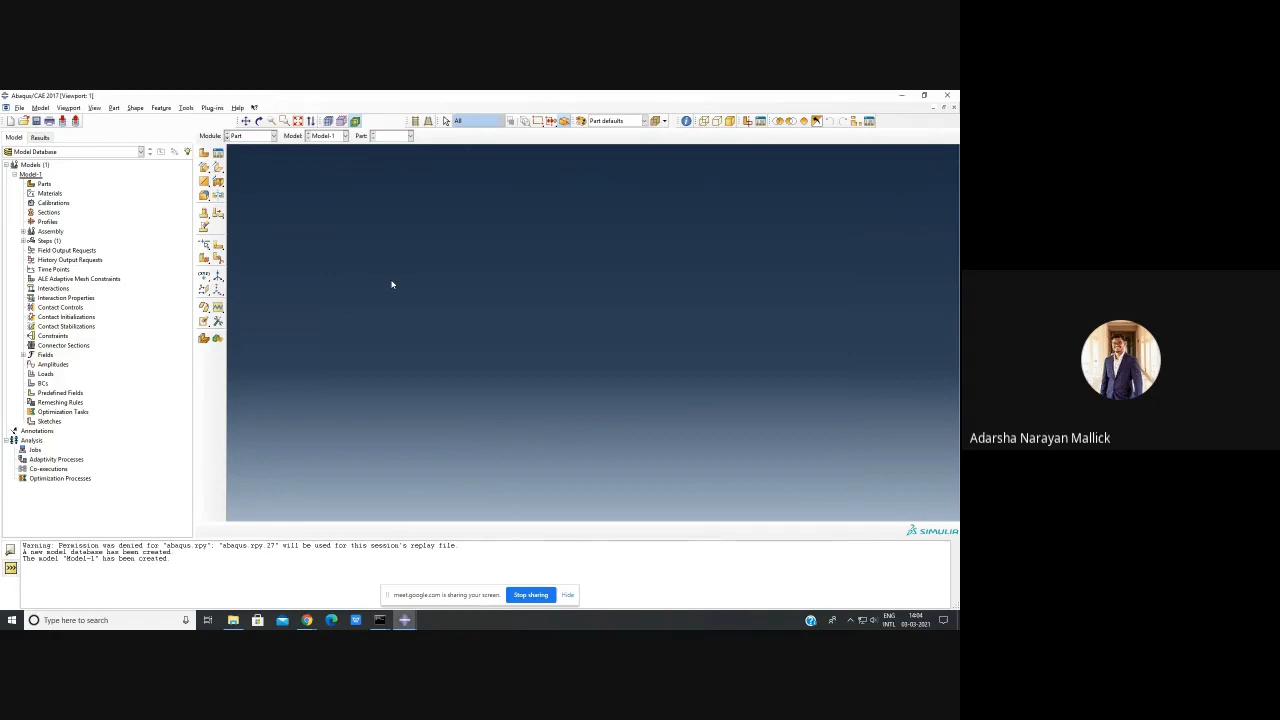 Abaqus/CAE 2017 [Viewport: 1]
File Model Viewport View Part Shape Feature Tools Plug-ins Help
All
Part defaults
Model Results
Module: Part Model: Model-1 Part:
Model Database
Models (1)
Model-1
Parts
Materials
Calibrations
Sections
Profiles
Assembly
Steps (1)
Field Output Requests
History Output Requests
Time Points
ALE Adaptive Mesh Constraints
Interactions
Interaction Properties
Contact Controls
Contact Initializations
Contact Stabilizations
Constraints
Connector Sections
Fields
Amplitudes
Loads
BCs
Predefined Fields
Remeshing Rules
Optimization Tasks
Sketches
Annotations
Analysis
Jobs
Adaptivity Processes
Co-executions
Optimization Processes
(XYZ)
SIMULIA
Warning: Permission was denied for "abaqus.rpy"; "abaqus.rpy.27" will be used for this session's replay file.
A new model database has been created.
The model "Model-1" has been created.
>>>
meet.google.com is sharing your screen. Stop sharing Hide
Type here to search
ENG
INTL
14:04
03-03-2021
Adarsha Narayan Mallick